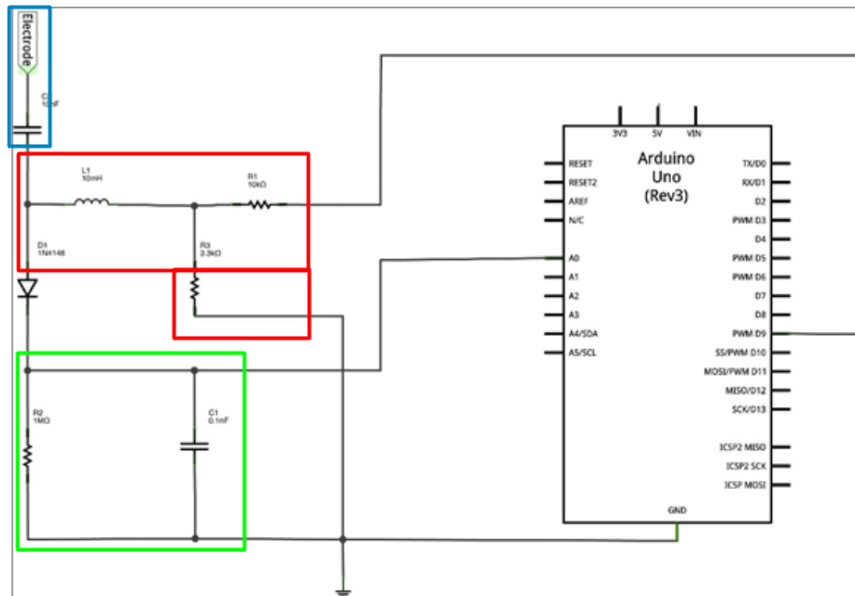 Electrode
L1
10mH
R1
10kΩ
R3
3.3kΩ
D1
1N4148
R2
1MΩ
C1
0.1nF
3V3
5V
VIN
Arduino
Uno
(Rev3)
RESET
RESET2
AREF
N/C
A0
A1
A2
A3
A4/SDA
A5/SCL
TX/D0
RX/D1
D2
PWM D3
D4
PWM D5
PWM D6
D7
D8
PWM D9
SS/PWM D10
MOSI/PWM D11
MISO/D12
SCK/D13
ICSP2 MISO
ICSP2 SCK
ICSP MOSI
GND